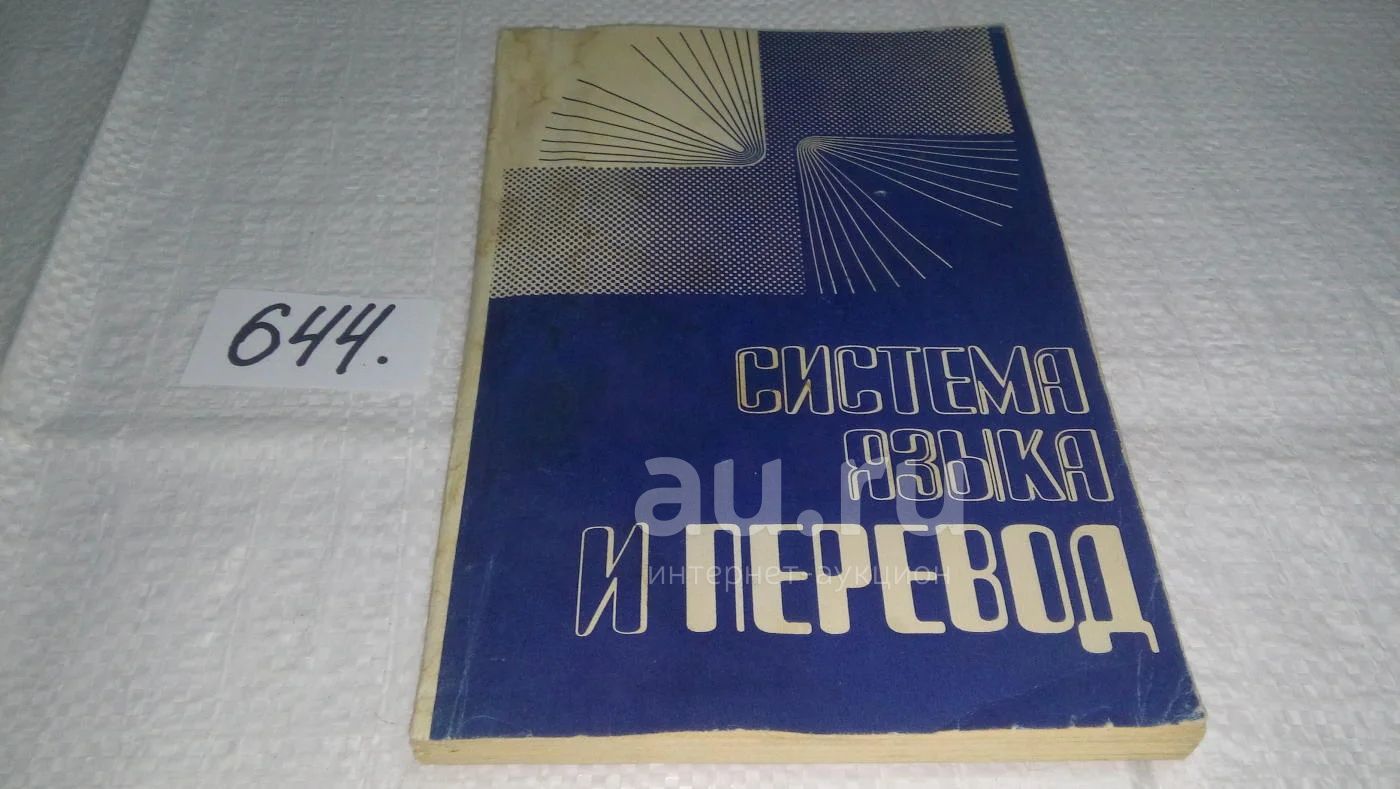 644.
СИСТЕМА
ЯЗЫКА
И ПЕРЕВОД
au.ru
интернет-аукцион